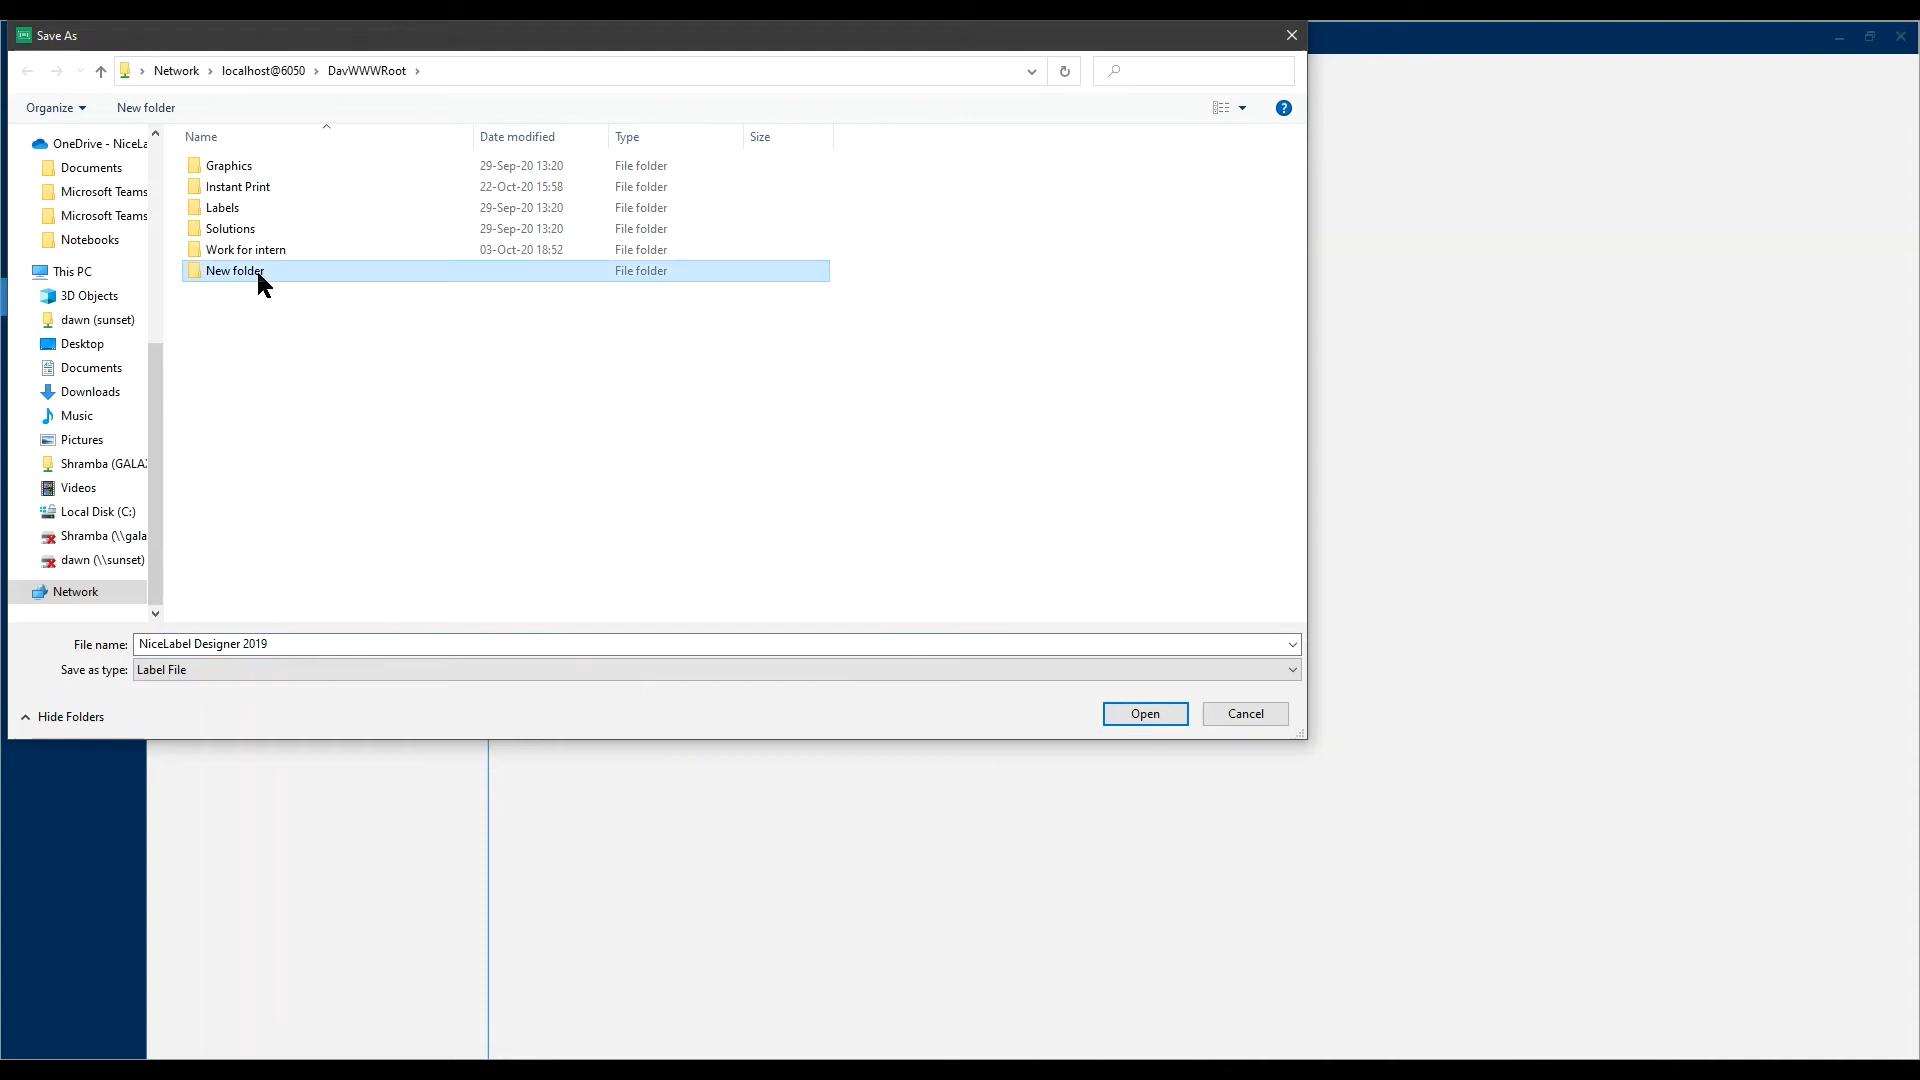 Save As
Network > localhost@6050 > DavWWWRoot >
Organize New folder
Name Date modified Type Size
OneDrive - NiceLa
Documents
Microsoft Teams
Microsoft Teams
Notebooks
This PC
3D Objects
dawn (sunset)
Desktop
Documents
Downloads
Music
Pictures
Shramba (GALAX
Videos
Local Disk (C:)
Shramba (\\gala
dawn (\\sunset)
Network
Graphics 29-Sep-20 13:20 File folder
Instant Print 22-Oct-20 15:58 File folder
Labels 29-Sep-20 13:20 File folder
Solutions 29-Sep-20 13:20 File folder
Work for intern 03-Oct-20 18:52 File folder
New folder File folder
File name: NiceLabel Designer 2019
Save as type: Label File
Hide Folders Open Cancel